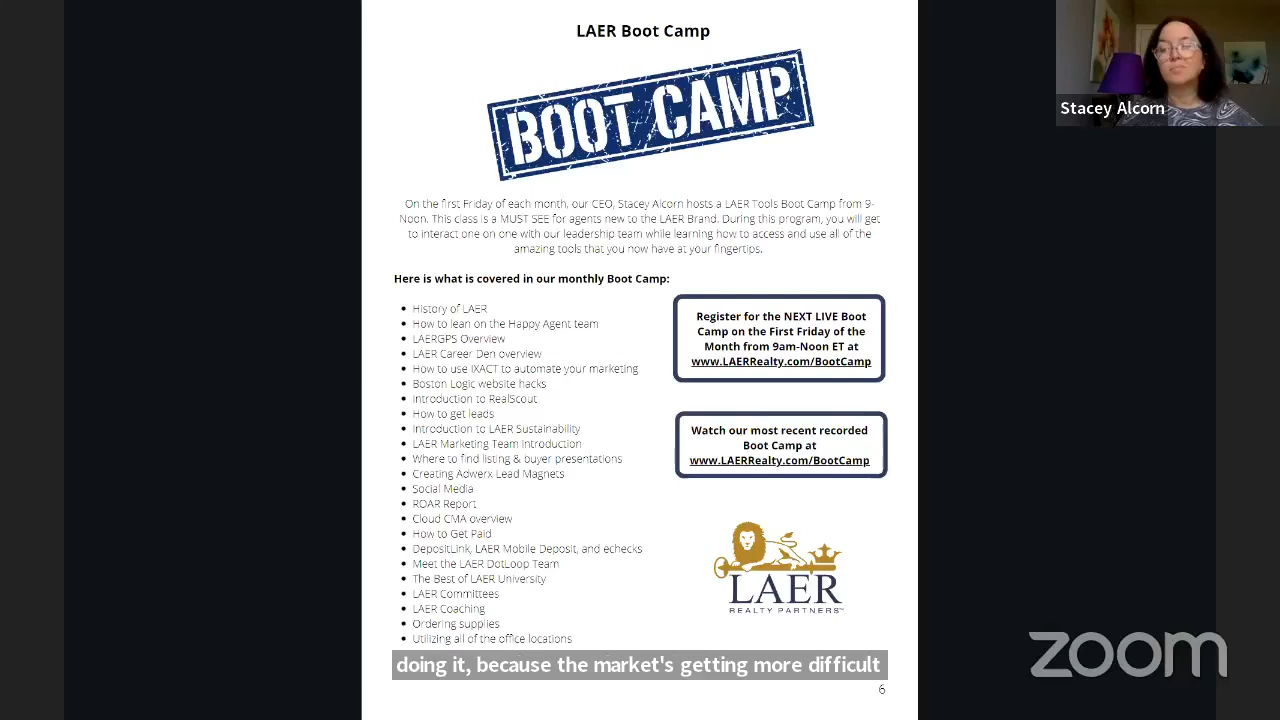 LAER Boot Camp
BOOT CAMP
Stacey Alcorn
On the first Friday of each month, our CEO, Stacey Alcorn hosts a LAER Tools Boot Camp from 9-
Noon. This class is a MUST SEE for agents new to the LAER Brand. During this program, you will get
to interact one on one with our leadership team while learning how to access and use all of the
amazing tools that you now have at your fingertips.
Here is what is covered in our monthly Boot Camp:
History of LAER
How to lean on the Happy Agent team
LAERGPS Overview
LAER Career Den overview
How to use IXACT to automate your marketing
Boston Logic website hacks
Introduction to RealScout
How to get leads
Introduction to LAER Sustainability
LAER Marketing Team Introduction
Where to find listing & buyer presentations
Creating Adwerx Lead Magnets
Social Media
ROAR Report
Cloud CMA overview
How to Get Paid
DepositLink, LAER Mobile Deposit, and echecks
Meet the LAER DotLoop Team
The Best of LAER University
LAER Committees
LAER Coaching
Ordering supplies
Utilizing all of the office locations
Register for the NEXT LIVE Boot
Camp on the First Friday of the
Month from 9am-Noon ET at
www.LAERRealty.com/BootCamp
Watch our most recent recorded
Boot Camp at
www.LAERRealty.com/BootCamp
LAER
REALTY PARTNERS™
doing it, because the market's getting more difficult
6
zoom